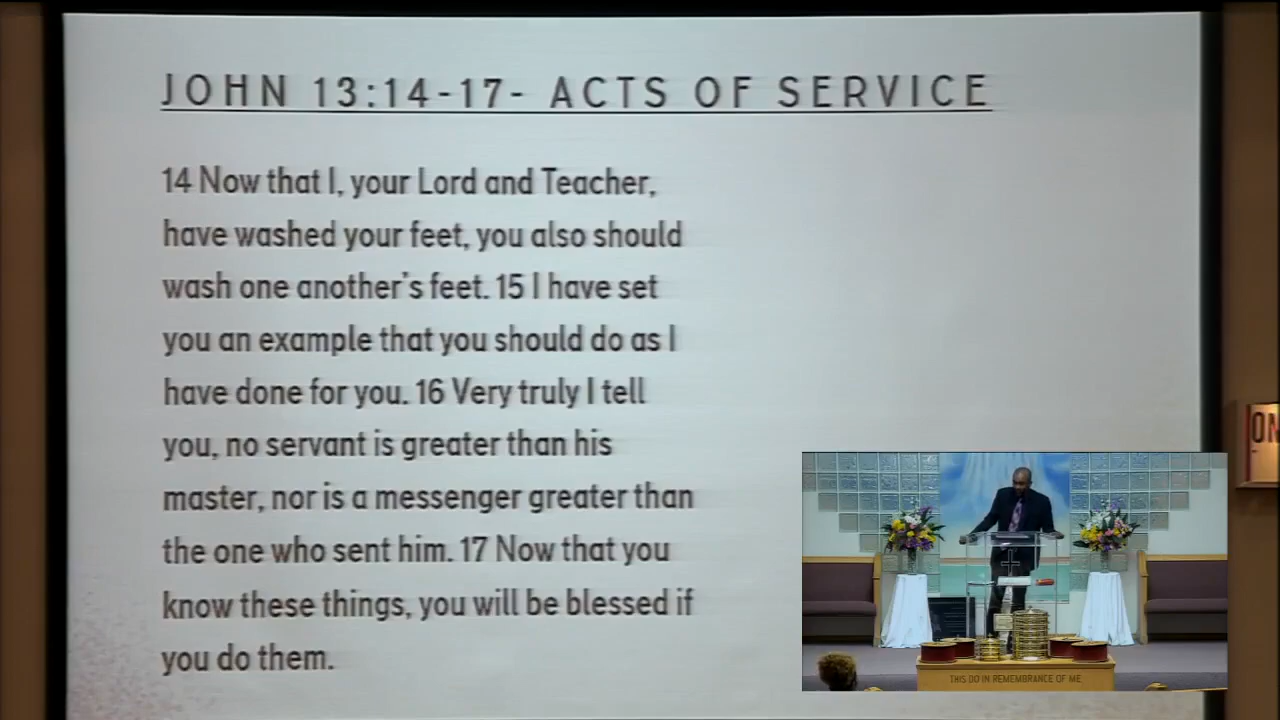 JOHN 13:14-17- ACTS OF SERVICE
14 Now that I, your Lord and Teacher,
have washed your feet, you also should
wash one another's feet. 15 I have set
you an example that you should do as I
have done for you. 16 Very truly I tell
you, no servant is greater than his
master, nor is a messenger greater than
the one who sent him. 17 Now that you
know these things, you will be blessed if
you do them.
ON
THIS DO IN REMEMBRANCE OF ME